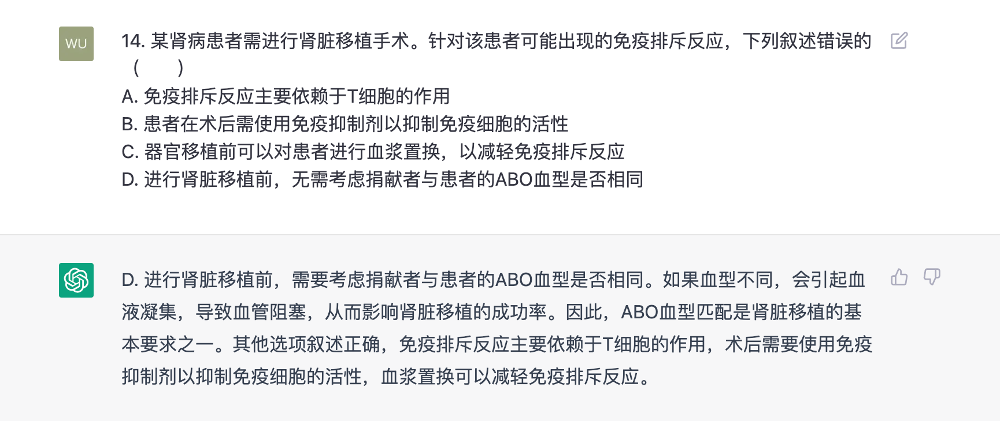 WU
14. 某肾病患者需进行肾脏移植手术。针对该患者可能出现的免疫排斥反应，下列叙述错误的
（　　）
A. 免疫排斥反应主要依赖于T细胞的作用
B. 患者在术后需使用免疫抑制剂以抑制免疫细胞的活性
C. 器官移植前可以对患者进行血浆置换，以减轻免疫排斥反应
D. 进行肾脏移植前，无需考虑捐献者与患者的ABO血型是否相同
D. 进行肾脏移植前，需要考虑捐献者与患者的ABO血型是否相同。如果血型不同，会引起血
液凝集，导致血管阻塞，从而影响肾脏移植的成功率。因此，ABO血型匹配是肾脏移植的基
本要求之一。其他选项叙述正确，免疫排斥反应主要依赖于T细胞的作用，术后需要使用免疫
抑制剂以抑制免疫细胞的活性，血浆置换可以减轻免疫排斥反应。